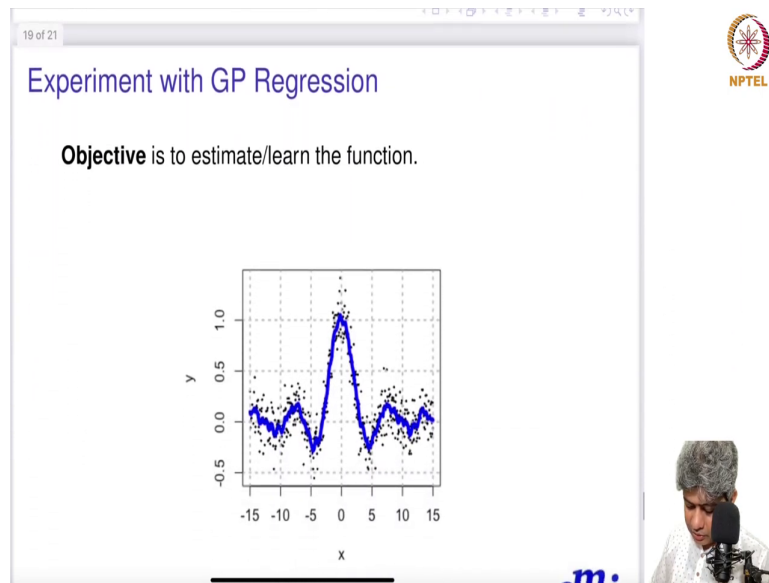 19 of 21
NPTEL
Experiment with GP Regression
Objective is to estimate/learn the function.
1.0
0.5
0.0
-0.5
y
-15 -10 -5 0 5 10 15
x